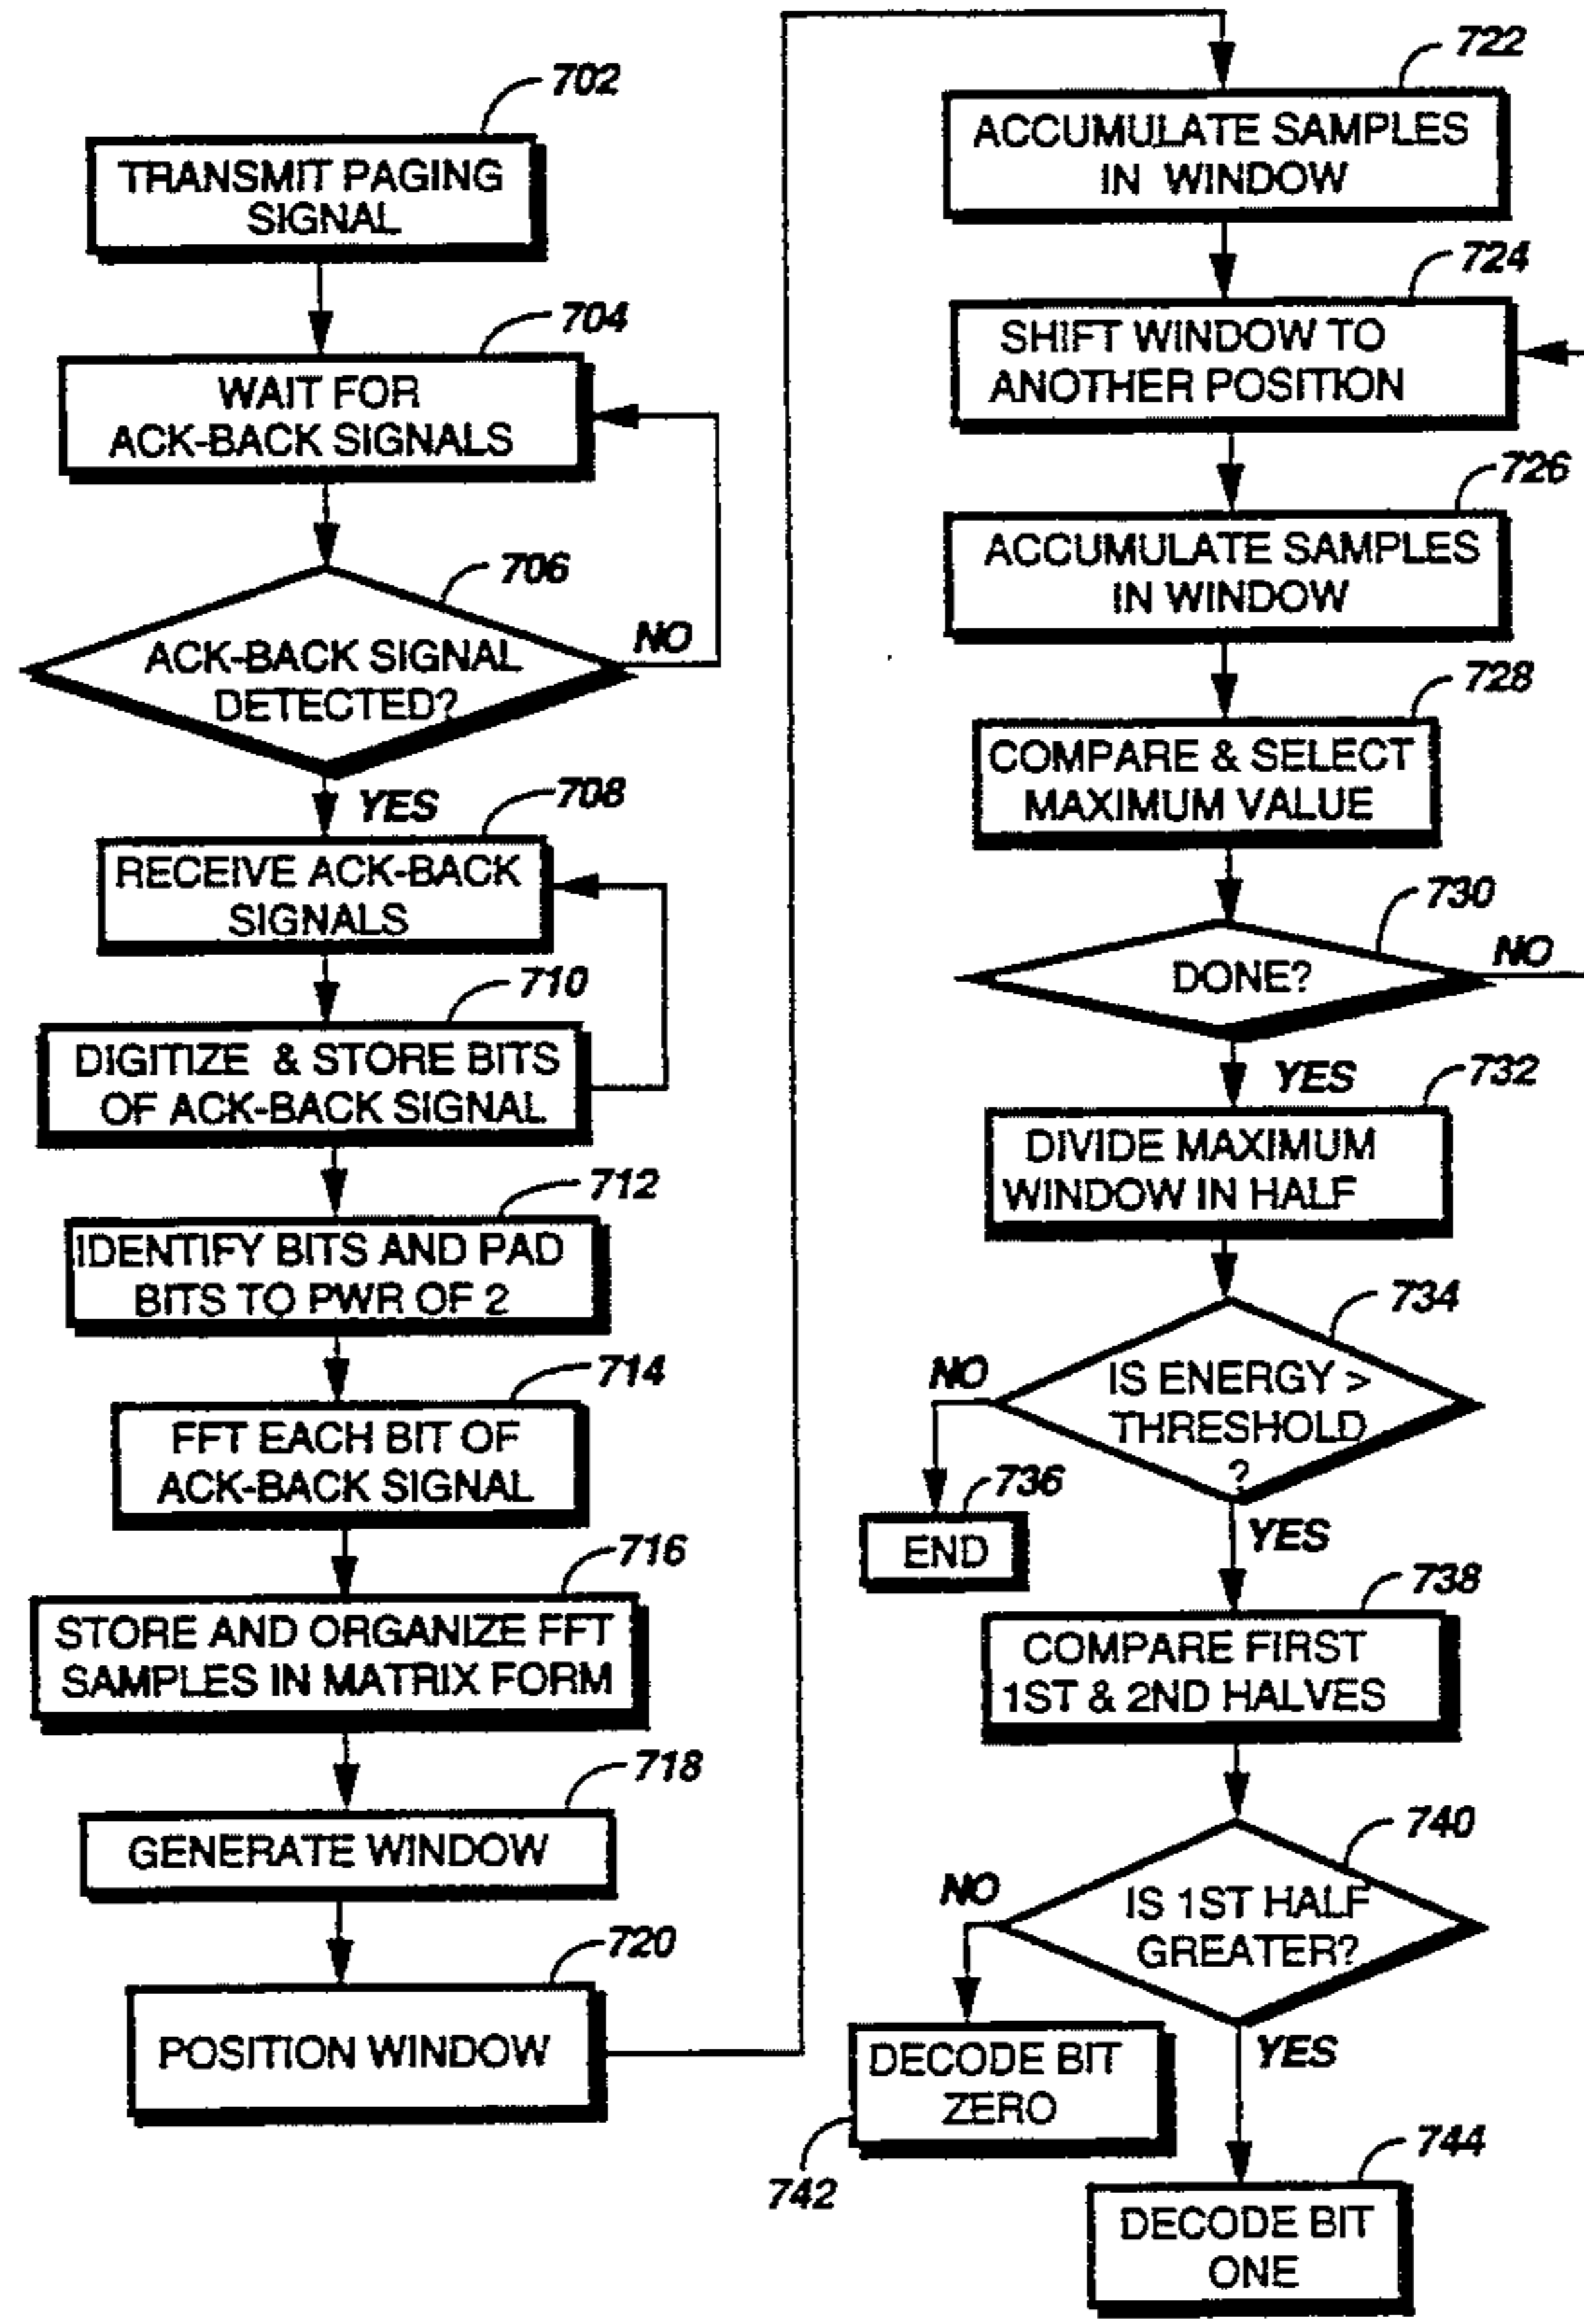 702
TRANSMIT PAGING
SIGNAL
704
WAIT FOR
ACK-BACK SIGNALS
706
ACK-BACK SIGNAL
DETECTED?
NO
YES
708
RECEIVE ACK-BACK
SIGNALS
710
DIGITIZE & STORE BITS
OF ACK-BACK SIGNAL
712
IDENTIFY BITS AND PAD
BITS TO PWR OF 2
714
FFT EACH BIT OF
ACK-BACK SIGNAL
716
STORE AND ORGANIZE FFT
SAMPLES IN MATRIX FORM
718
GENERATE WINDOW
720
POSITION WINDOW
722
ACCUMULATE SAMPLES
IN WINDOW
724
SHIFT WINDOW TO
ANOTHER POSITION
726
ACCUMULATE SAMPLES
IN WINDOW
728
COMPARE & SELECT
MAXIMUM VALUE
730
DONE?
NO
YES
732
DIVIDE MAXIMUM
WINDOW IN HALF
734
IS ENERGY >
THRESHOLD
?
NO
736
END
YES
738
COMPARE FIRST
1ST & 2ND HALVES
740
IS 1ST HALF
GREATER?
NO
YES
DECODE BIT
ZERO
742
744
DECODE BIT
ONE